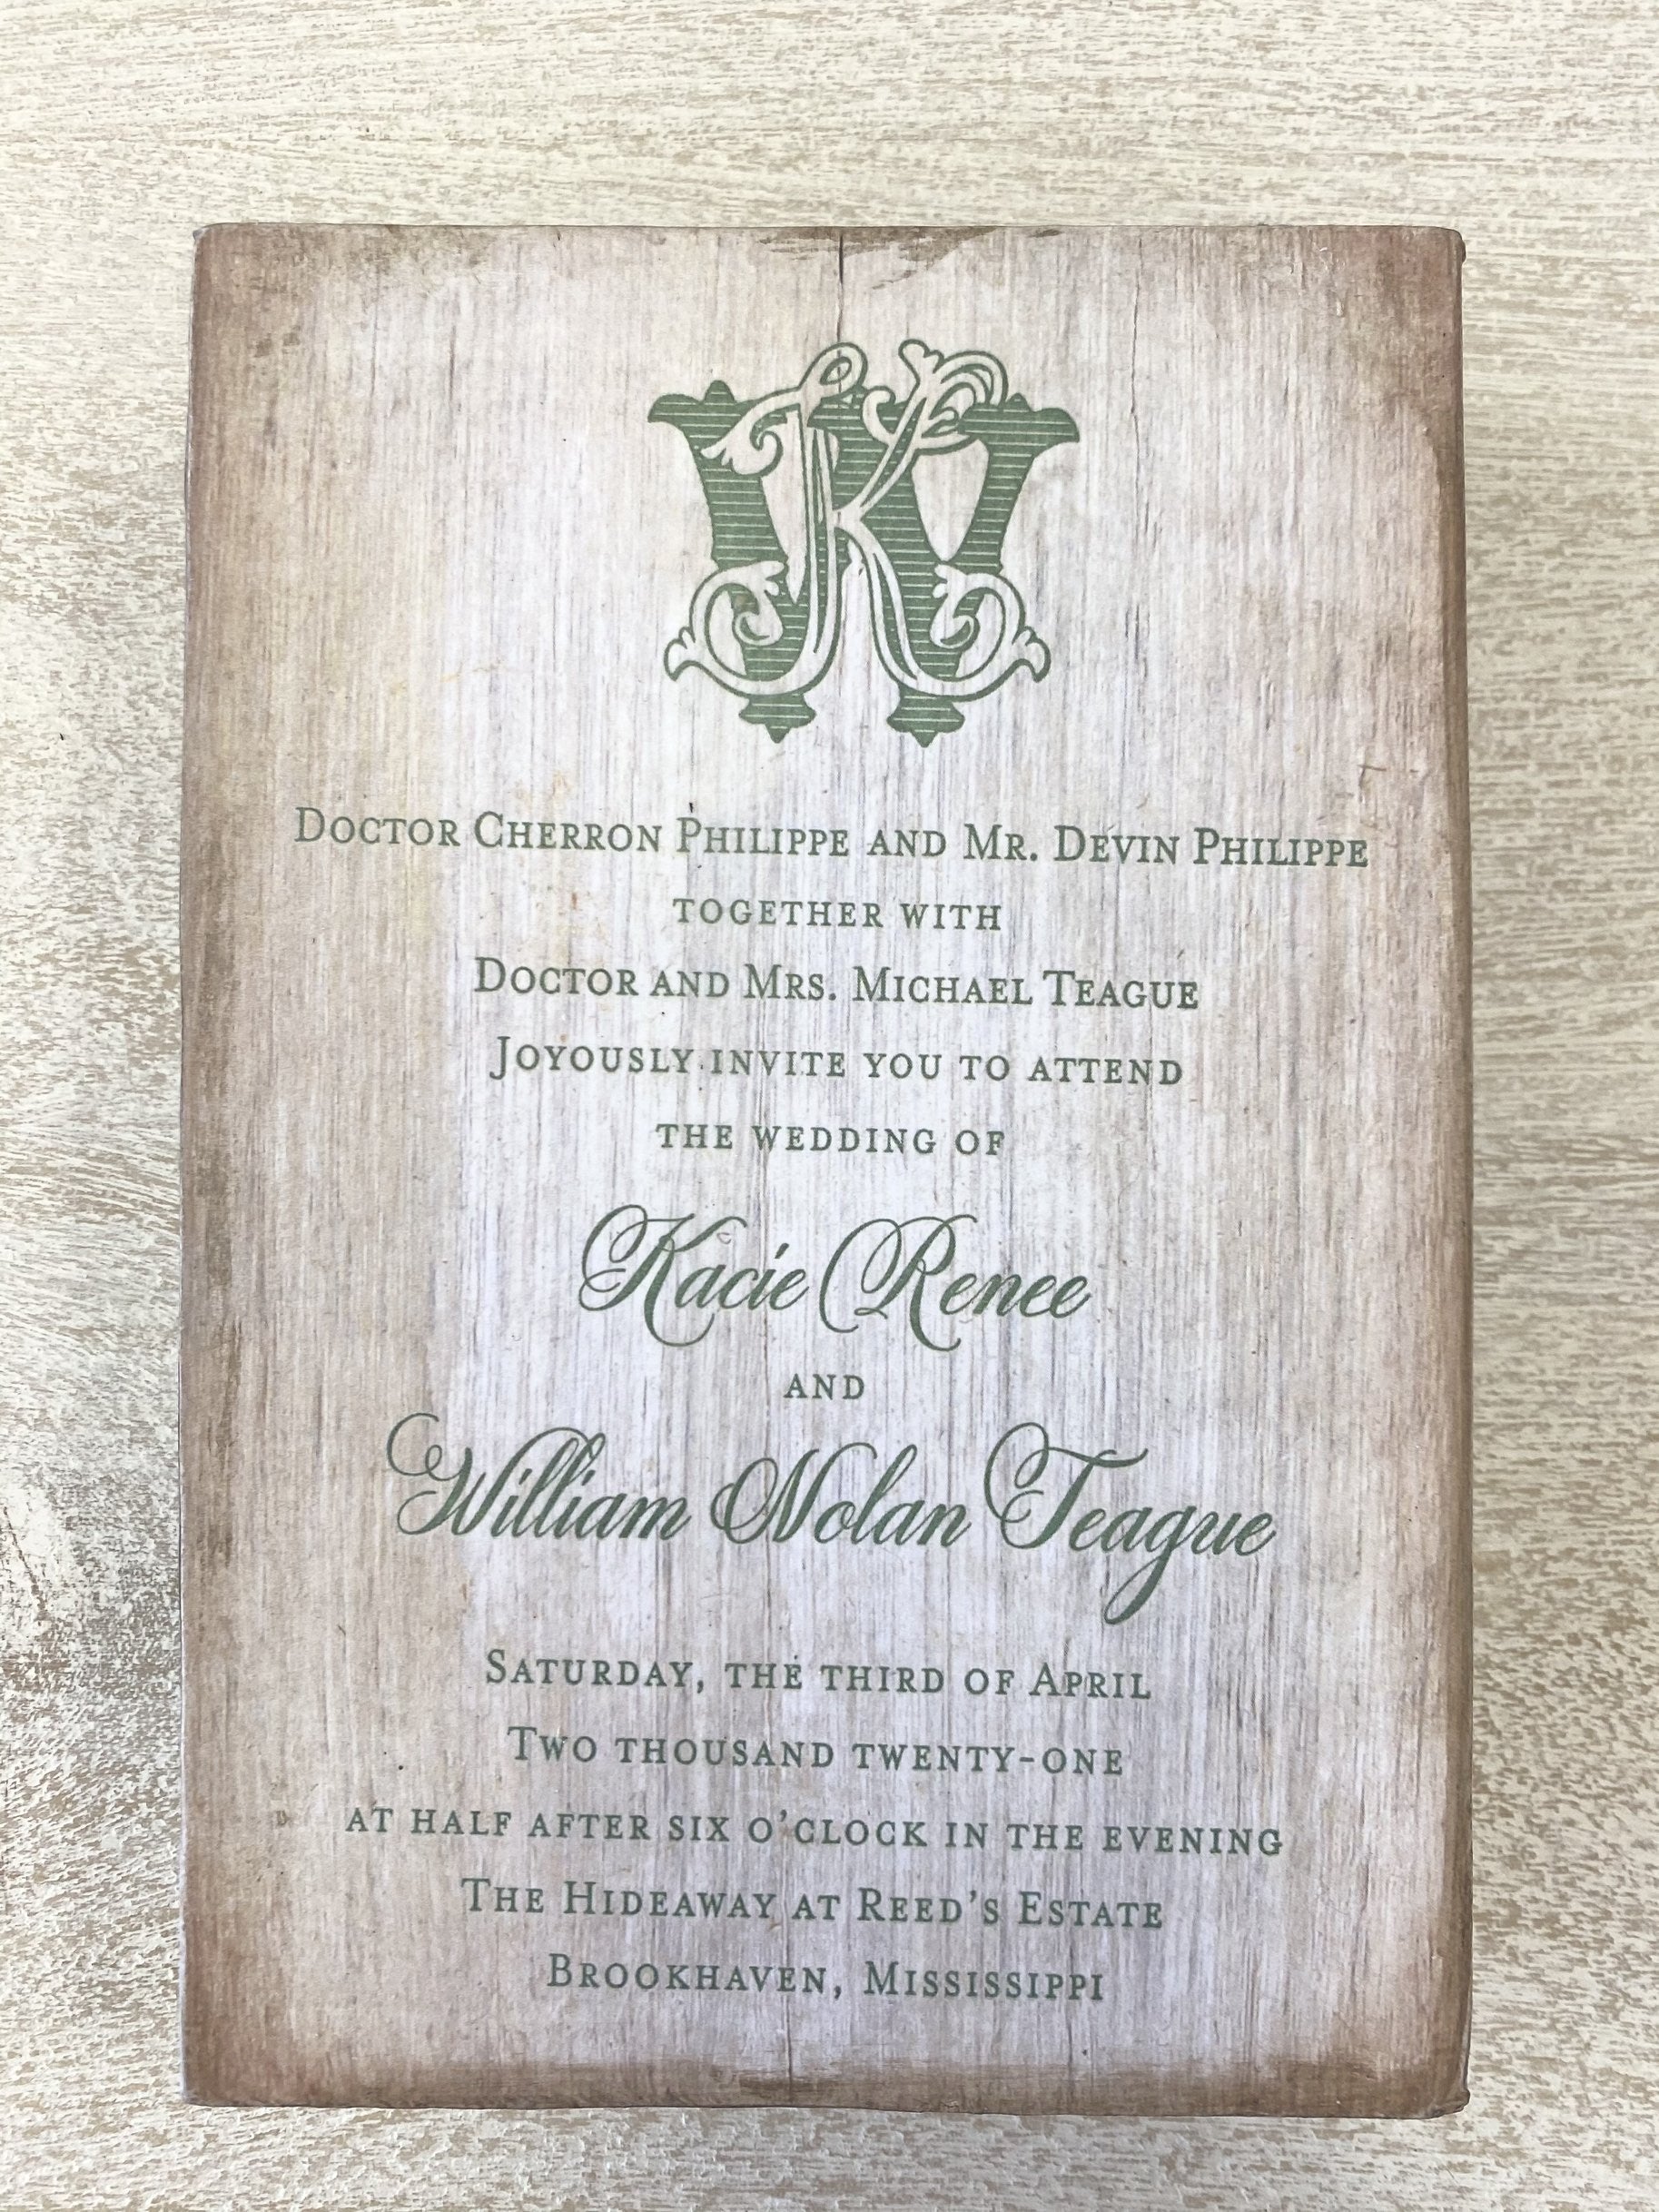 KW
Doctor Cherron Philippe and Mr. Devin Philippe
together with
Doctor and Mrs. Michael Teague
Joyously invite you to attend
the wedding of
Kacie Renee
and
William Nolan Teague
Saturday, the third of April
Two thousand twenty-one
at half after six o'clock in the evening
The Hideaway at Reed's Estate
Brookhaven, Mississippi